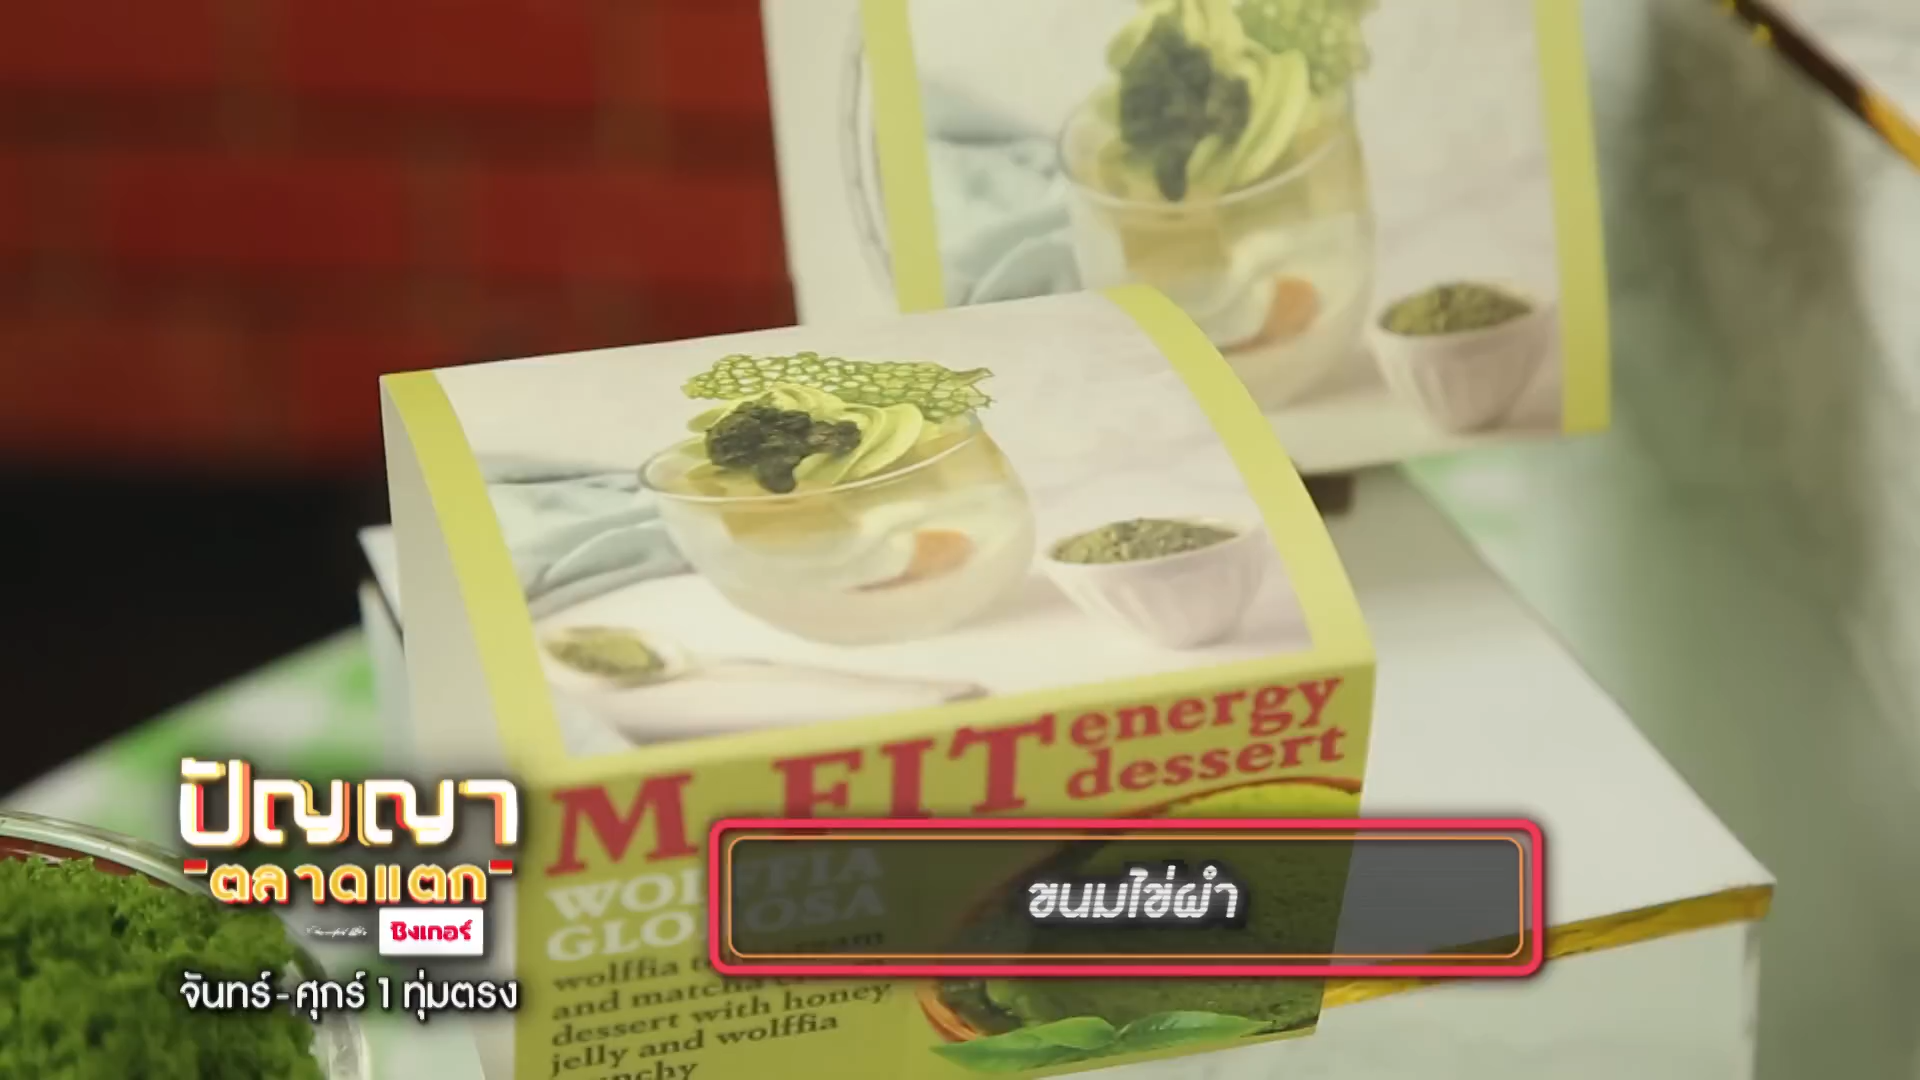 M FIT energy
dessert
WOLFFIA
GLOBOSA
wolffia
and matcha
dessert with honey
jelly and wolffia
ปัญญา
ตลาดแตก
ซิงเกอร์
จันทร์-ศุกร์ 1 ทุ่มตรง
ขนมไข่ผำ